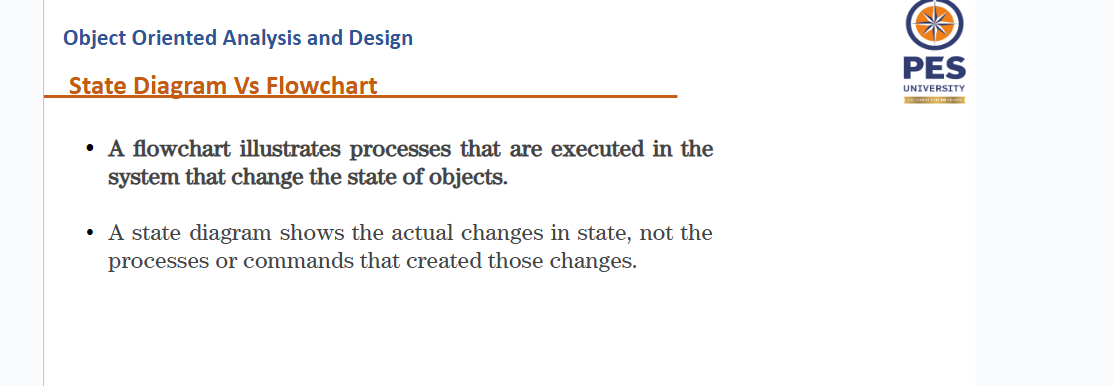 Object Oriented Analysis and Design
State Diagram Vs Flowchart
PES
UNIVERSITY
• A flowchart illustrates processes that are executed in the
system that change the state of objects.
• A state diagram shows the actual changes in state, not the
processes or commands that created those changes.